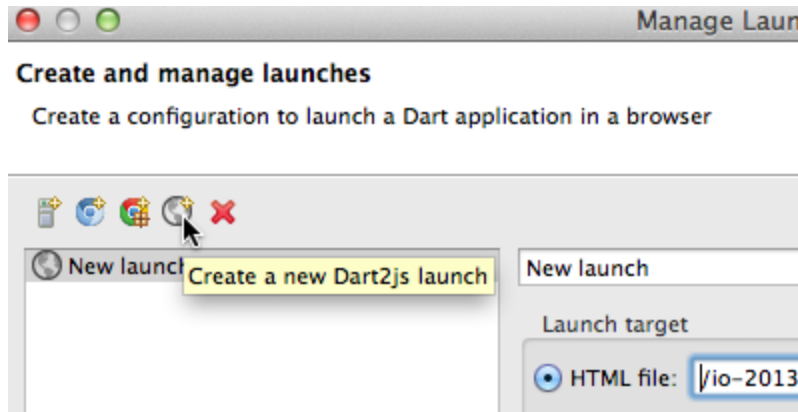 Manage Laun
Create and manage launches
Create a configuration to launch a Dart application in a browser
New launch
Create a new Dart2js launch
New launch
Launch target
HTML file: /io-2013